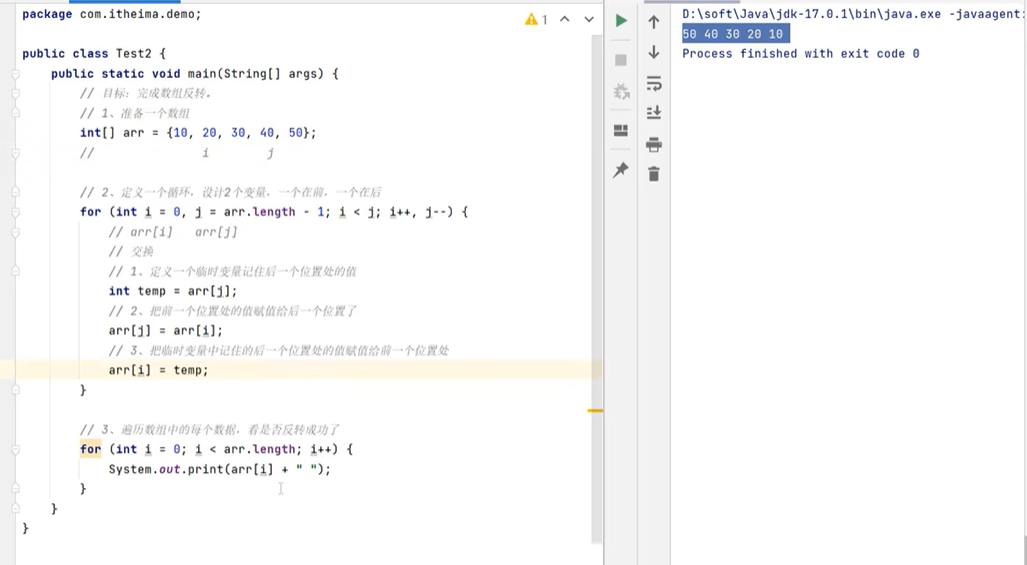 package com.itheima.demo;
1
public class Test2 {
public static void main(String[] args) {
// 目标：完成数组反转。
// 1、准备一个数组
int[] arr = {10, 20, 30, 40, 50};
// i j
// 2、定义一个循环，设计2个变量，一个在前，一个在后
for (int i = 0, j = arr.length - 1; i < j; i++, j--) {
// arr[i] arr[j]
// 交换
// 1、定义一个临时变量记住后一个位置处的值
int temp = arr[j];
// 2、把前一个位置处的值赋值给后一个位置了
arr[j] = arr[i];
// 3、把临时变量中记住的后一个位置处的值赋值给前一个位置处
arr[i] = temp;
}
// 3、遍历数组中的每个数据，看是否反转成功了
for (int i = 0; i < arr.length; i++) {
System.out.print(arr[i] + " ");
}
}
}
D:\soft\Java\jdk-17.0.1\bin\java.exe -javaagent:
50 40 30 20 10
Process finished with exit code 0